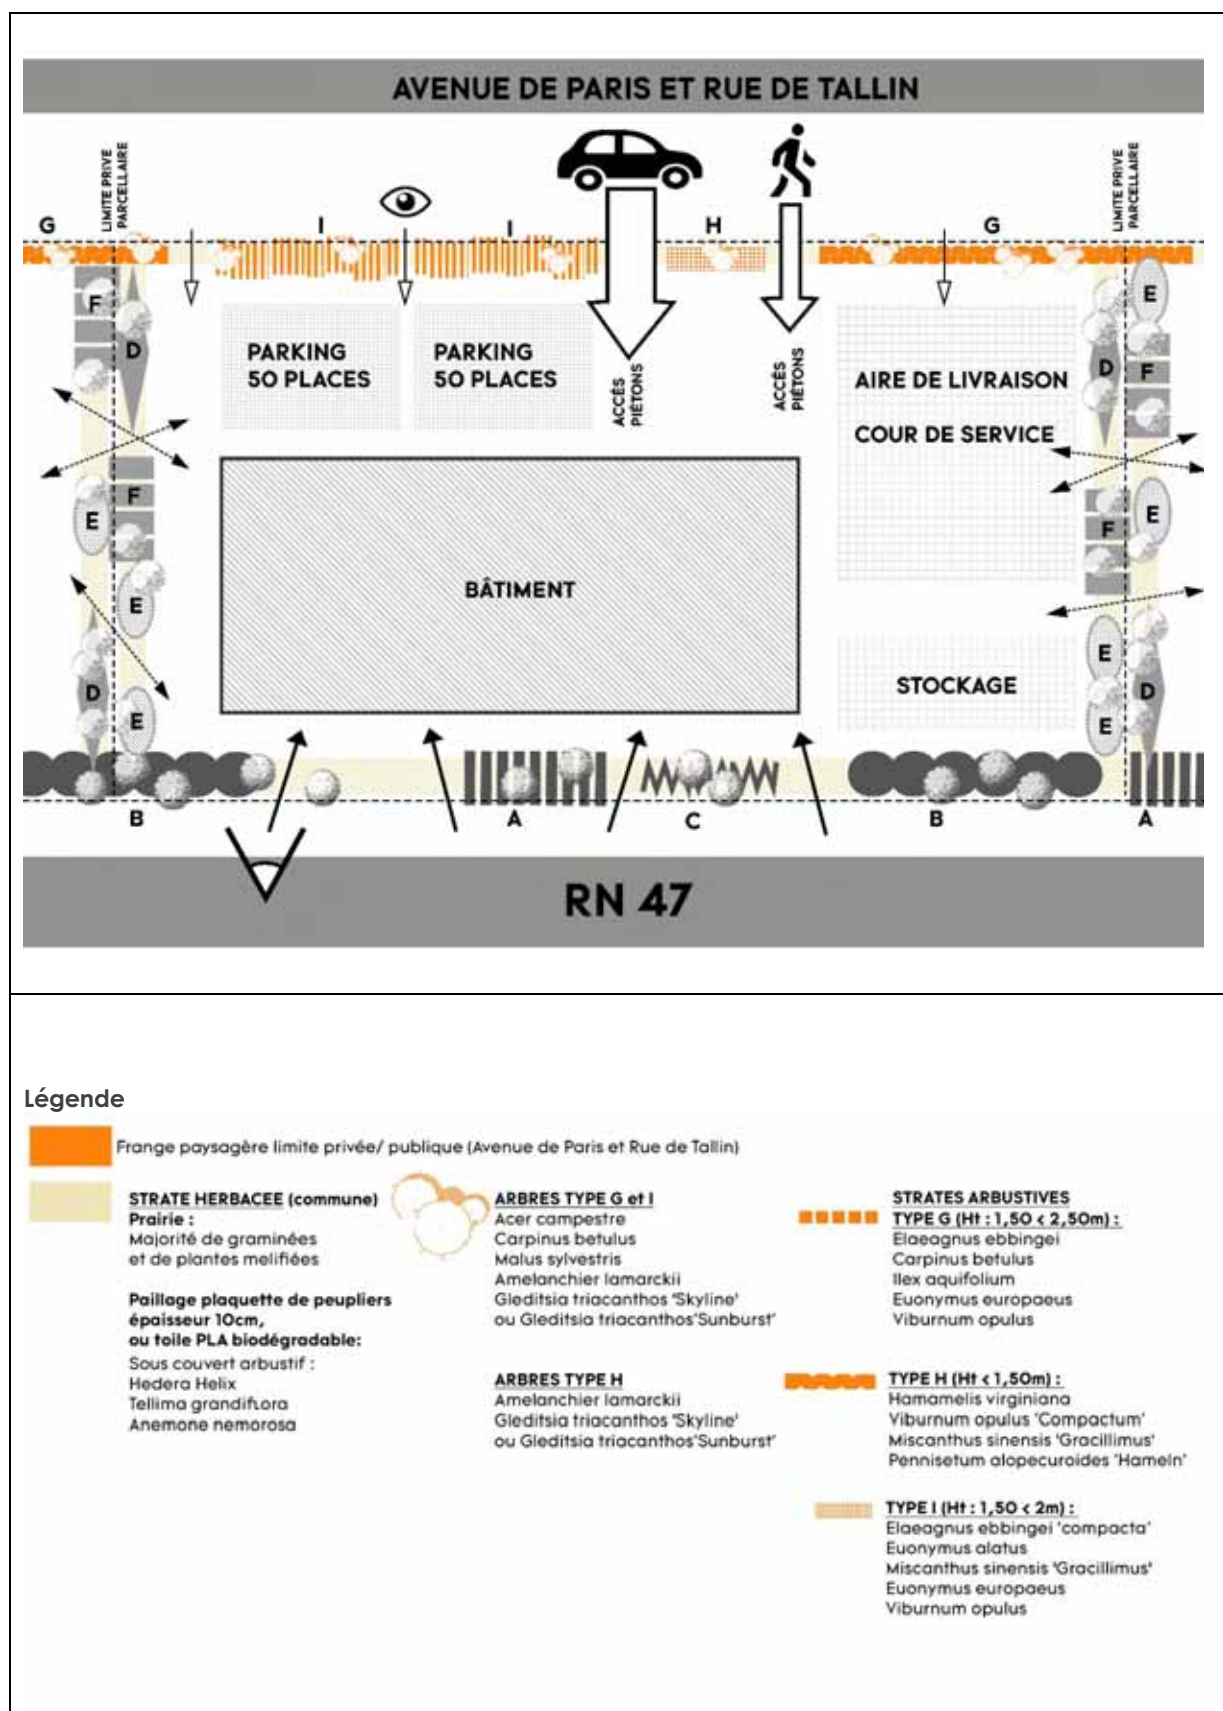 AVENUE DE PARIS ET RUE DE TALLIN
LIMITE PRIVE
PARCELLAIRE
LIMITE PRIVE
PARCELLAIRE
G
I
I
H
G
F
D
E
D
F
PARKING
50 PLACES
PARKING
50 PLACES
ACCÈS
PIÉTONS
ACCÈS
PIÉTONS
AIRE DE LIVRAISON
COUR DE SERVICE
F
E
E
F
E
BÂTIMENT
E
D
E
STOCKAGE
D
E
E
B
A
C
B
A
RN 47
Légende
Frange paysagère limite privée/ publique (Avenue de Paris et Rue de Tallin)
STRATE HERBACEE (commune)
Prairie :
Majorité de graminées
et de plantes melifiées
Paillage plaquette de peupliers
épaisseur 10cm,
ou toile PLA biodégradable:
Sous couvert arbustif :
Hedera Helix
Tellima grandiflora
Anemone nemorosa
ARBRES TYPE G et I
Acer campestre
Carpinus betulus
Malus sylvestris
Amelanchier lamarckii
Gleditsia triacanthos 'Skyline'
ou Gleditsia triacanthos'Sunburst'
ARBRES TYPE H
Amelanchier lamarckii
Gleditsia triacanthos 'Skyline'
ou Gleditsia triacanthos'Sunburst'
STRATES ARBUSTIVES
TYPE G (Ht : 1,50 < 2,50m) :
Elaeagnus ebbingei
Carpinus betulus
Ilex aquifolium
Euonymus europaeus
Viburnum opulus
TYPE H (Ht < 1,50m) :
Hamamelis virginiana
Viburnum opulus 'Compactum'
Miscanthus sinensis 'Gracillimus'
Pennisetum alopecuroides 'Hameln'
TYPE I (Ht : 1,50 < 2m) :
Elaeagnus ebbingei 'compacta'
Euonymus alatus
Miscanthus sinensis 'Gracillimus'
Euonymus europaeus
Viburnum opulus